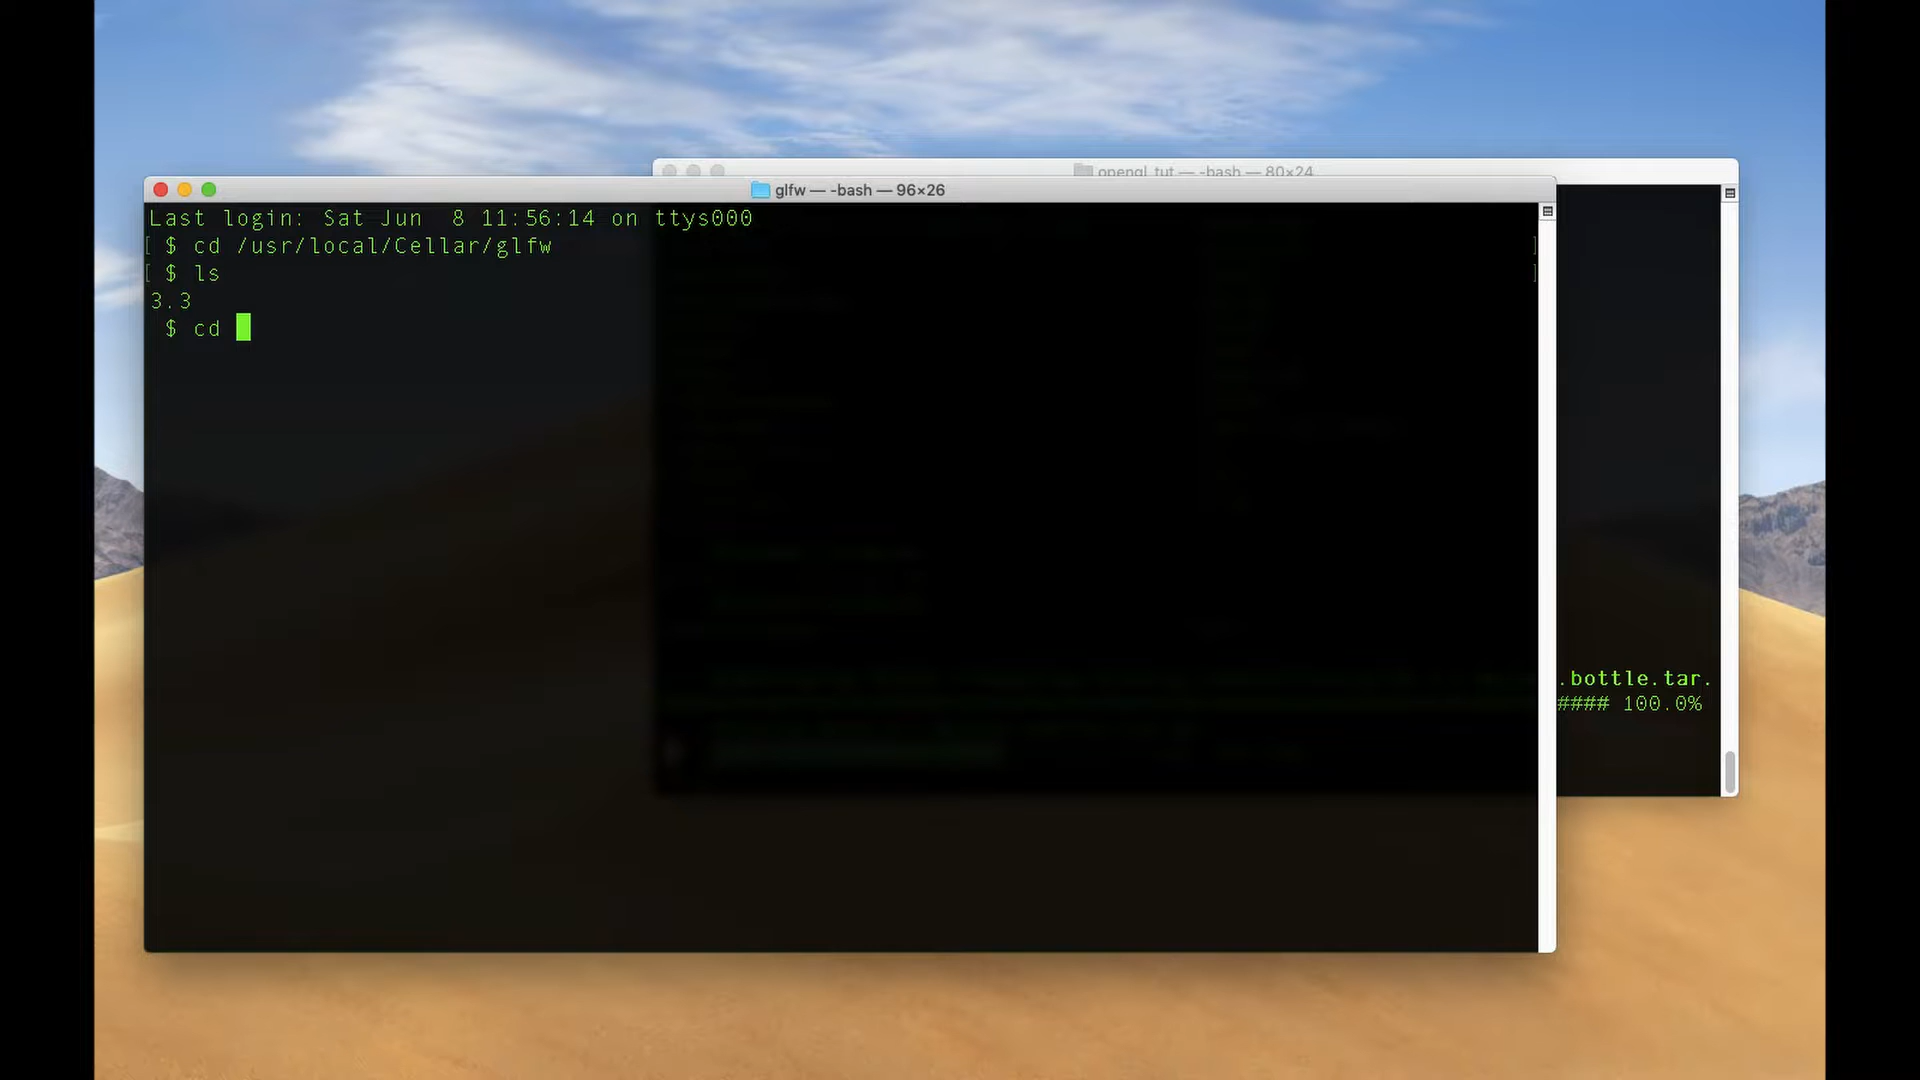 opengl_tut — -bash — 80×24
glfw — -bash — 96×26
Last login: Sat Jun  8 11:56:14 on ttys000
[ $ cd /usr/local/Cellar/glfw ]
[ $ ls ]
3.3
$ cd
.bottle.tar.
#### 100.0%